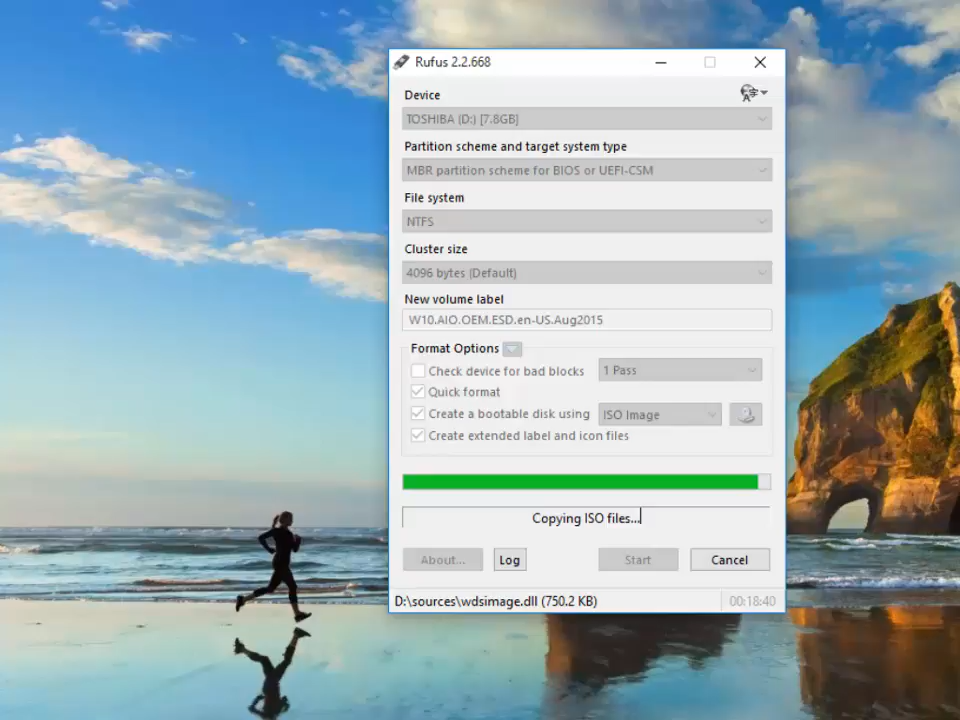 Rufus 2.2.668
Device
TOSHIBA (D:) [7.8GB]
Partition scheme and target system type
MBR partition scheme for BIOS or UEFI-CSM
File system
NTFS
Cluster size
4096 bytes (Default)
New volume label
W10.AIO.OEM.ESD.en-US.Aug2015
Format Options
Check device for bad blocks 1 Pass
Quick format
Create a bootable disk using ISO Image
Create extended label and icon files
Copying ISO files...
About... Log Start Cancel
D:\sources\wdsimage.dll (750.2 KB) 00:18:40